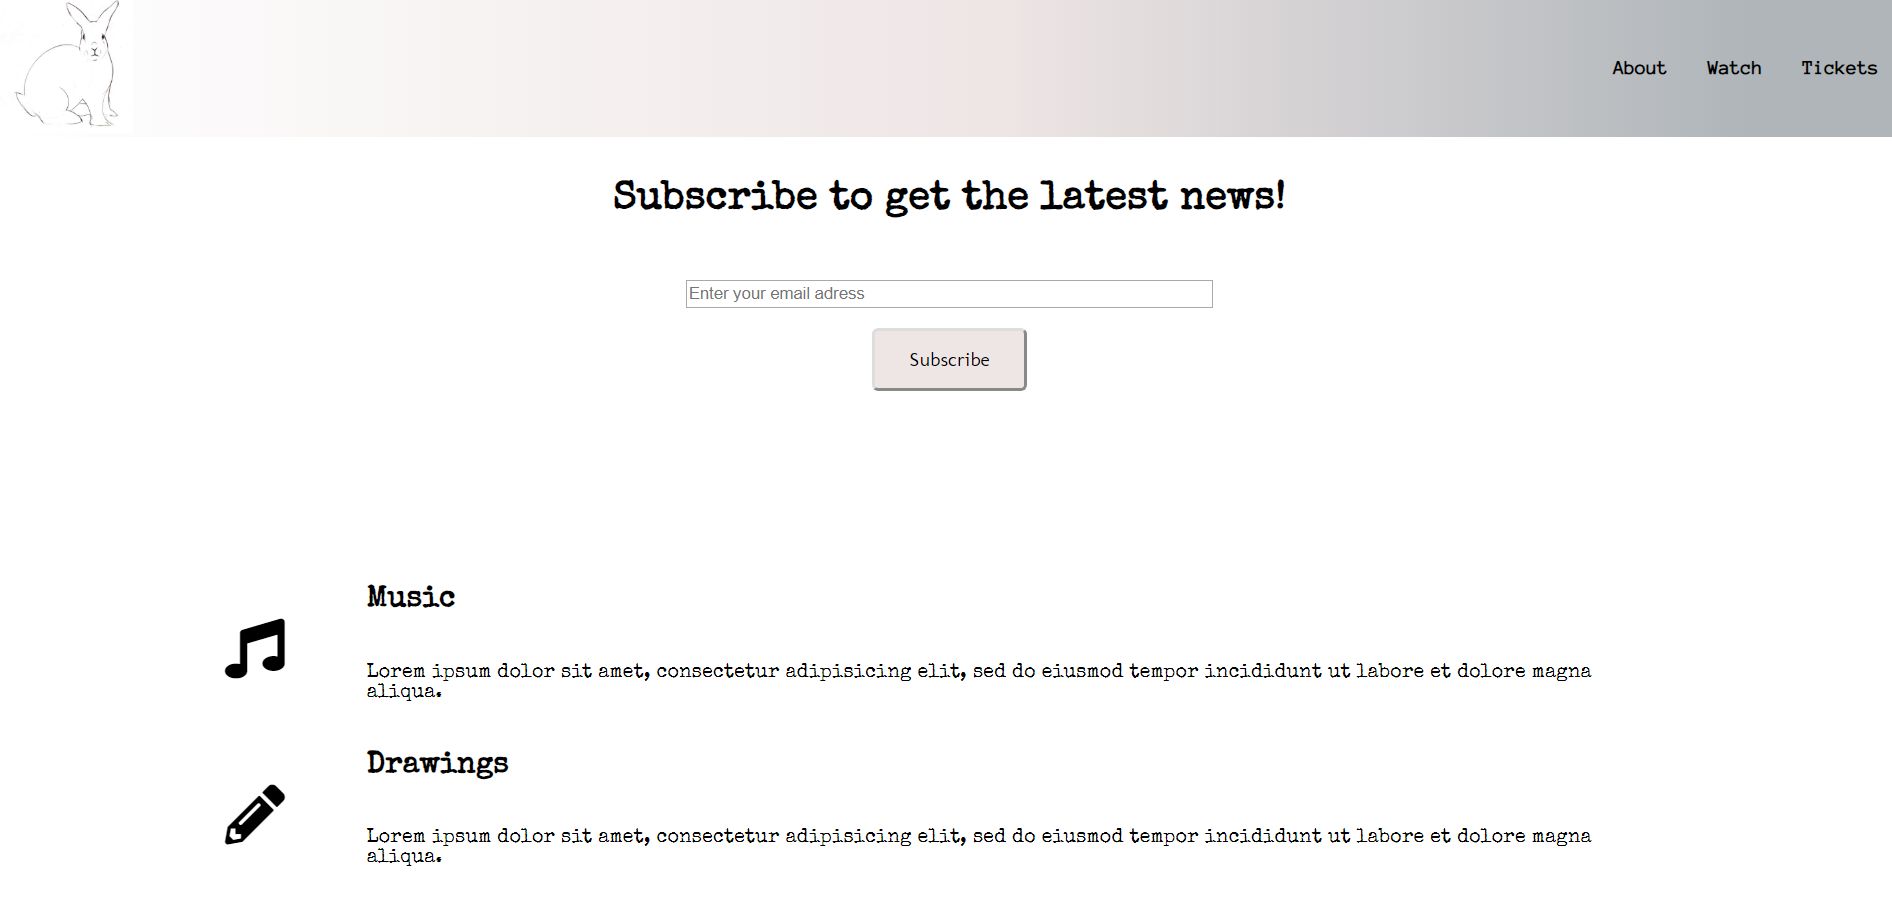 About Watch Tickets
Subscribe to get the latest news!
Enter your email adress
Subscribe
Music
Lorem ipsum dolor sit amet, consectetur adipisicing elit, sed do eiusmod tempor incididunt ut labore et dolore magna
aliqua.
Drawings
Lorem ipsum dolor sit amet, consectetur adipisicing elit, sed do eiusmod tempor incididunt ut labore et dolore magna
aliqua.